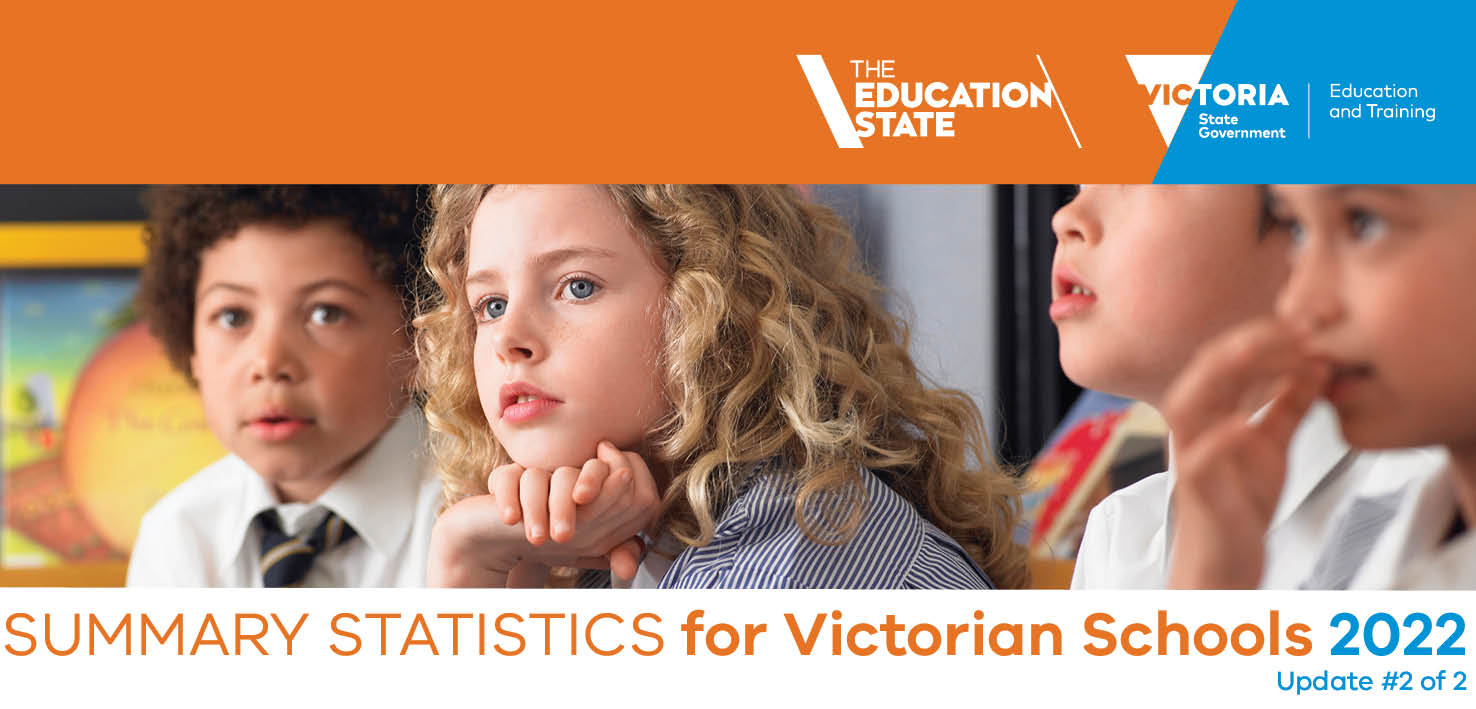 THE
EDUCATION
STATE
VICTORIA
State
Government
Education
and Training
SUMMARY STATISTICS for Victorian Schools 2022
Update #2 of 2